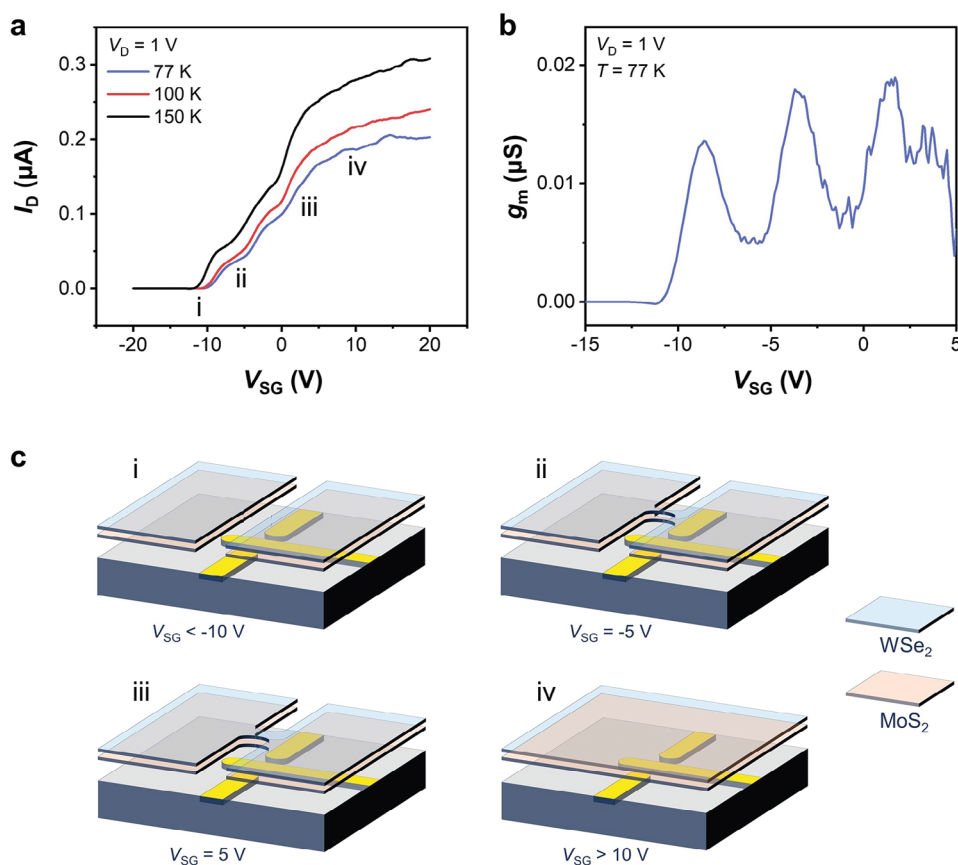 a
V_D = 1 V
77 K
100 K
150 K
0.3
0.2
0.1
0.0
I_D (μA)
i
ii
iii
iv
-20
-10
0
10
20
V_SG (V)
b
V_D = 1 V
T = 77 K
0.02
0.01
0.00
g_m (μS)
-15
-10
-5
0
5
V_SG (V)
c
i
V_SG < -10 V
ii
V_SG = -5 V
iii
V_SG = 5 V
iv
V_SG > 10 V
WSe₂
MoS₂